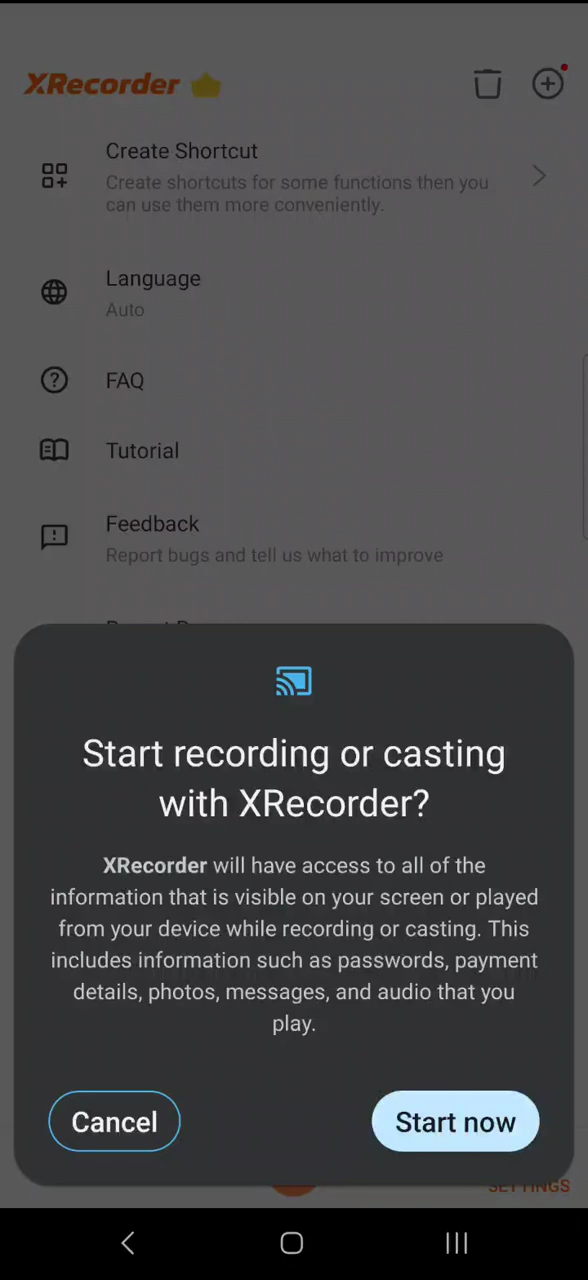 XRecorder
Create Shortcut
Create shortcuts for some functions then you
can use them more conveniently.
Language
Auto
FAQ
Tutorial
Feedback
Report bugs and tell us what to improve
Start recording or casting
with XRecorder?
XRecorder will have access to all of the
information that is visible on your screen or played
from your device while recording or casting. This
includes information such as passwords, payment
details, photos, messages, and audio that you
play.
Cancel
Start now
SETTINGS